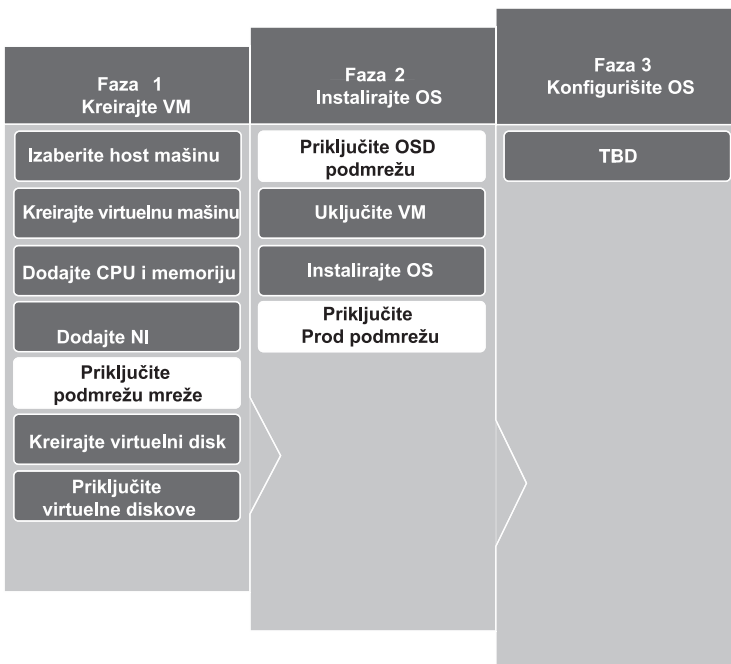 Faza 1
Kreirajte VM
Izaberite host mašinu
Kreirajte virtuelnu mašinu
Dodajte CPU i memoriju
Dodajte NI
Priključite
podmrežu mreže
Kreirajte virtuelni disk
Priključite
virtuelne diskove
Faza 2
Instalirajte OS
Priključite OSD
podmrežu
Uključite VM
Instalirajte OS
Priključite
Prod podmrežu
Faza 3
Konfigurišite OS
TBD